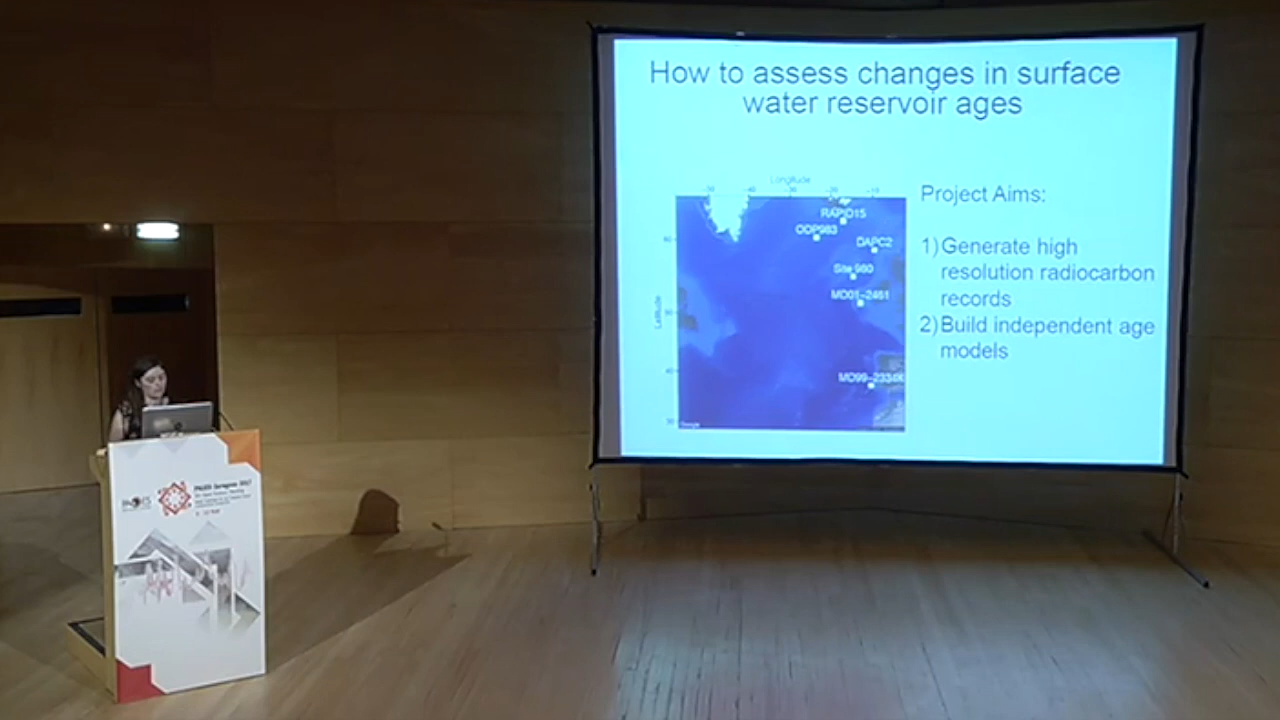 How to assess changes in surface
water reservoir ages
Longitude
Latitude
RAPID15
ODP983
DAPC2
Site 980
MD01-2461
MD99-2334K
Project Aims:
1) Generate high
resolution radiocarbon
records
2) Build independent age
models
PAGES
PAGES Zaragoza 2017